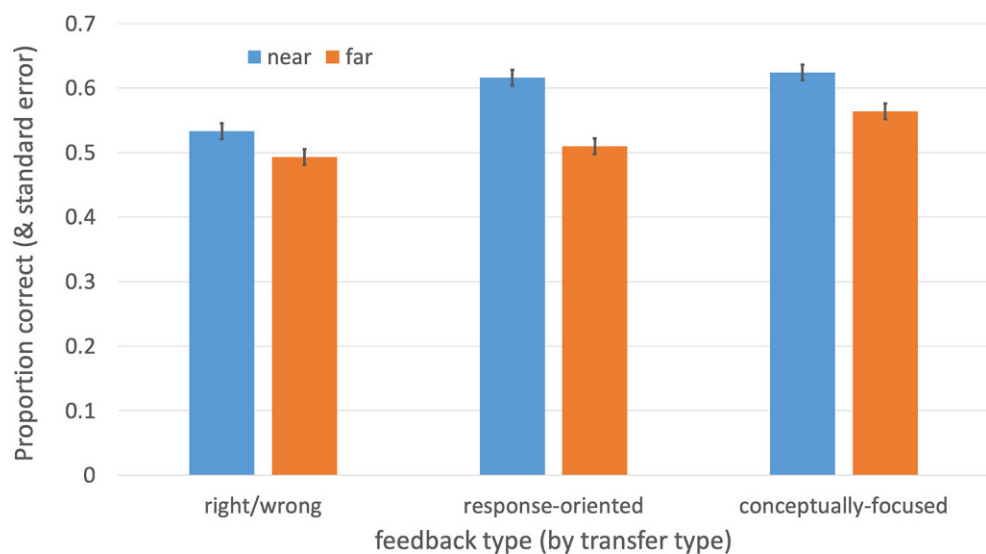 Proportion correct (& standard error)
0.7
0.6
0.5
0.4
0.3
0.2
0.1
0
near far
right/wrong response-oriented conceptually-focused
feedback type (by transfer type)